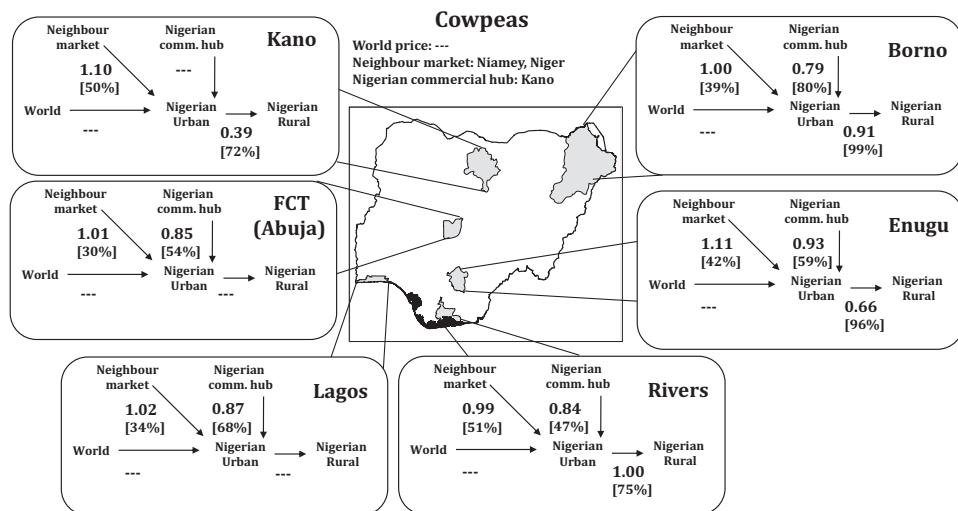 Cowpeas
World price: ---
Neighbour market: Niamey, Niger
Nigerian commercial hub: Kano
Kano
Neighbour
market
Nigerian
comm. hub
1.10
[50%]
---
World
Nigerian
Urban
Nigerian
Rural
---
0.39
[72%]
Borno
Neighbour
market
Nigerian
comm. hub
1.00
[39%]
0.79
[80%]
World
Nigerian
Urban
Nigerian
Rural
---
0.91
[99%]
FCT
(Abuja)
Neighbour
market
Nigerian
comm. hub
1.01
[30%]
0.85
[54%]
World
Nigerian
Urban
Nigerian
Rural
---
---
Enugu
Neighbour
market
Nigerian
comm. hub
1.11
[42%]
0.93
[59%]
World
Nigerian
Urban
Nigerian
Rural
---
0.66
[96%]
Lagos
Neighbour
market
Nigerian
comm. hub
1.02
[34%]
0.87
[68%]
World
Nigerian
Urban
Nigerian
Rural
---
---
Rivers
Neighbour
market
Nigerian
comm. hub
0.99
[51%]
0.84
[47%]
World
Nigerian
Urban
Nigerian
Rural
---
1.00
[75%]